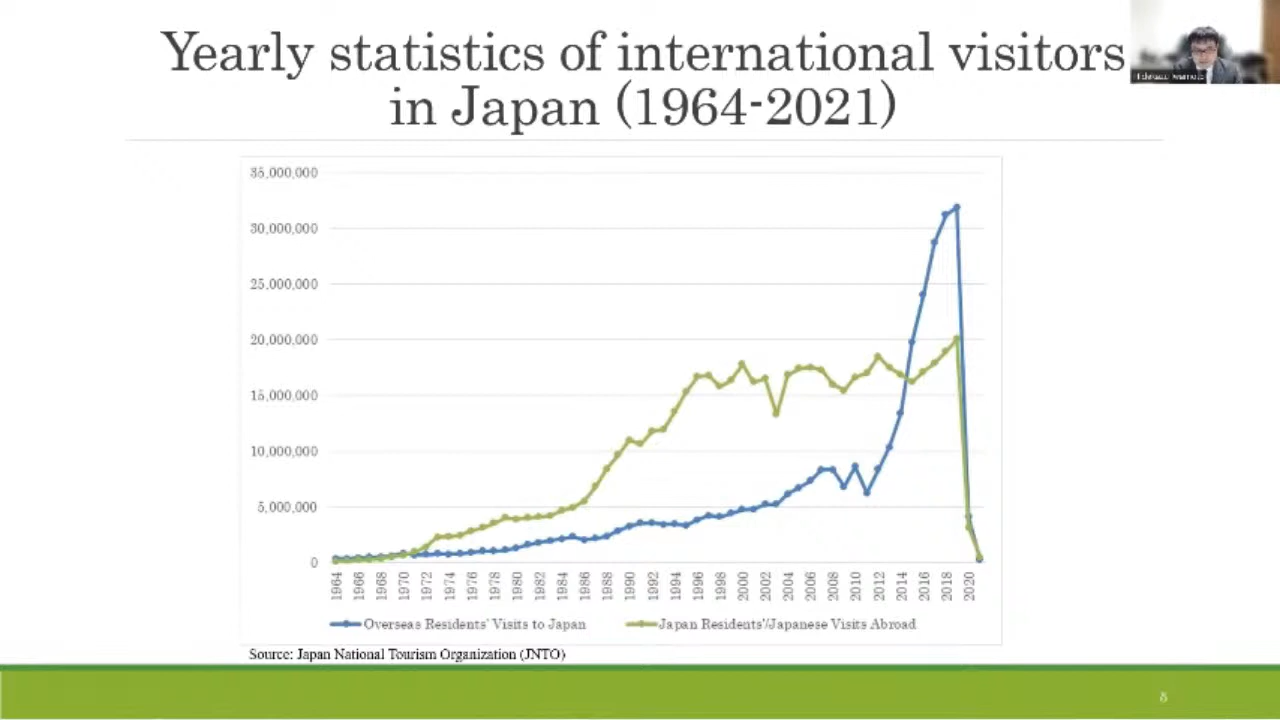 Yearly statistics of international visitors
in Japan (1964-2021)
35,000,000
30,000,000
25,000,000
20,000,000
15,000,000
10,000,000
5,000,000
0
1964 1966 1968 1970 1972 1974 1976 1978 1980 1982 1984 1986 1988 1990 1992 1994 1996 1998 2000 2002 2004 2006 2008 2010 2012 2014 2016 2018 2020
Overseas Residents' Visits to Japan Japan Residents'/Japanese Visits Abroad
Source: Japan National Tourism Organization (JNTO)